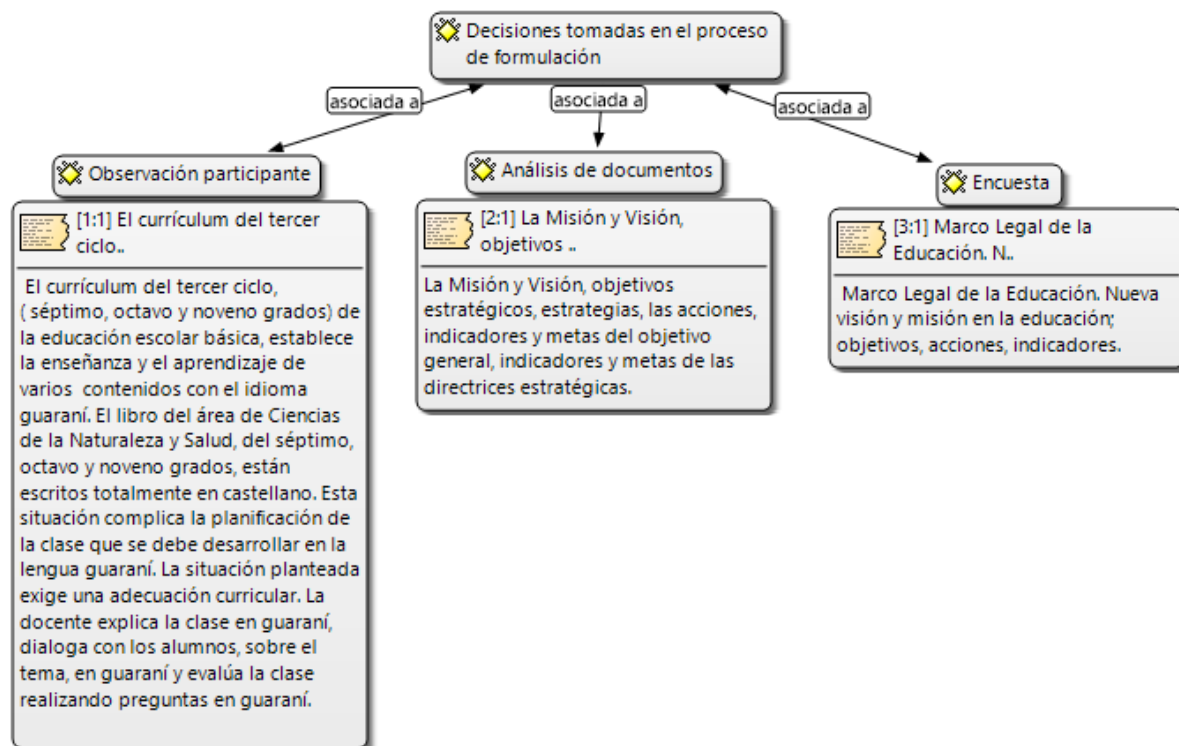 Decisiones tomadas en el proceso
de formulación
asociada a
asociada a
asociada a
Observación participante
[1:1] El currículum del tercer
ciclo..
El currículum del tercer ciclo,
( séptimo, octavo y noveno grados) de
la educación escolar básica, establece
la enseñanza y el aprendizaje de
varios contenidos con el idioma
guaraní. El libro del área de Ciencias
de la Naturaleza y Salud, del séptimo,
octavo y noveno grados, están
escritos totalmente en castellano. Esta
situación complica la planificación de
la clase que se debe desarrollar en la
lengua guaraní. La situación planteada
exige una adecuación curricular. La
docente explica la clase en guaraní,
dialoga con los alumnos, sobre el
tema, en guaraní y evalúa la clase
realizando preguntas en guaraní.
Análisis de documentos
[2:1] La Misión y Visión,
objetivos ..
La Misión y Visión, objetivos
estratégicos, estrategias, las acciones,
indicadores y metas del objetivo
general, indicadores y metas de las
directrices estratégicas.
Encuesta
[3:1] Marco Legal de la
Educación. N..
Marco Legal de la Educación. Nueva
visión y misión en la educación;
objetivos, acciones, indicadores.